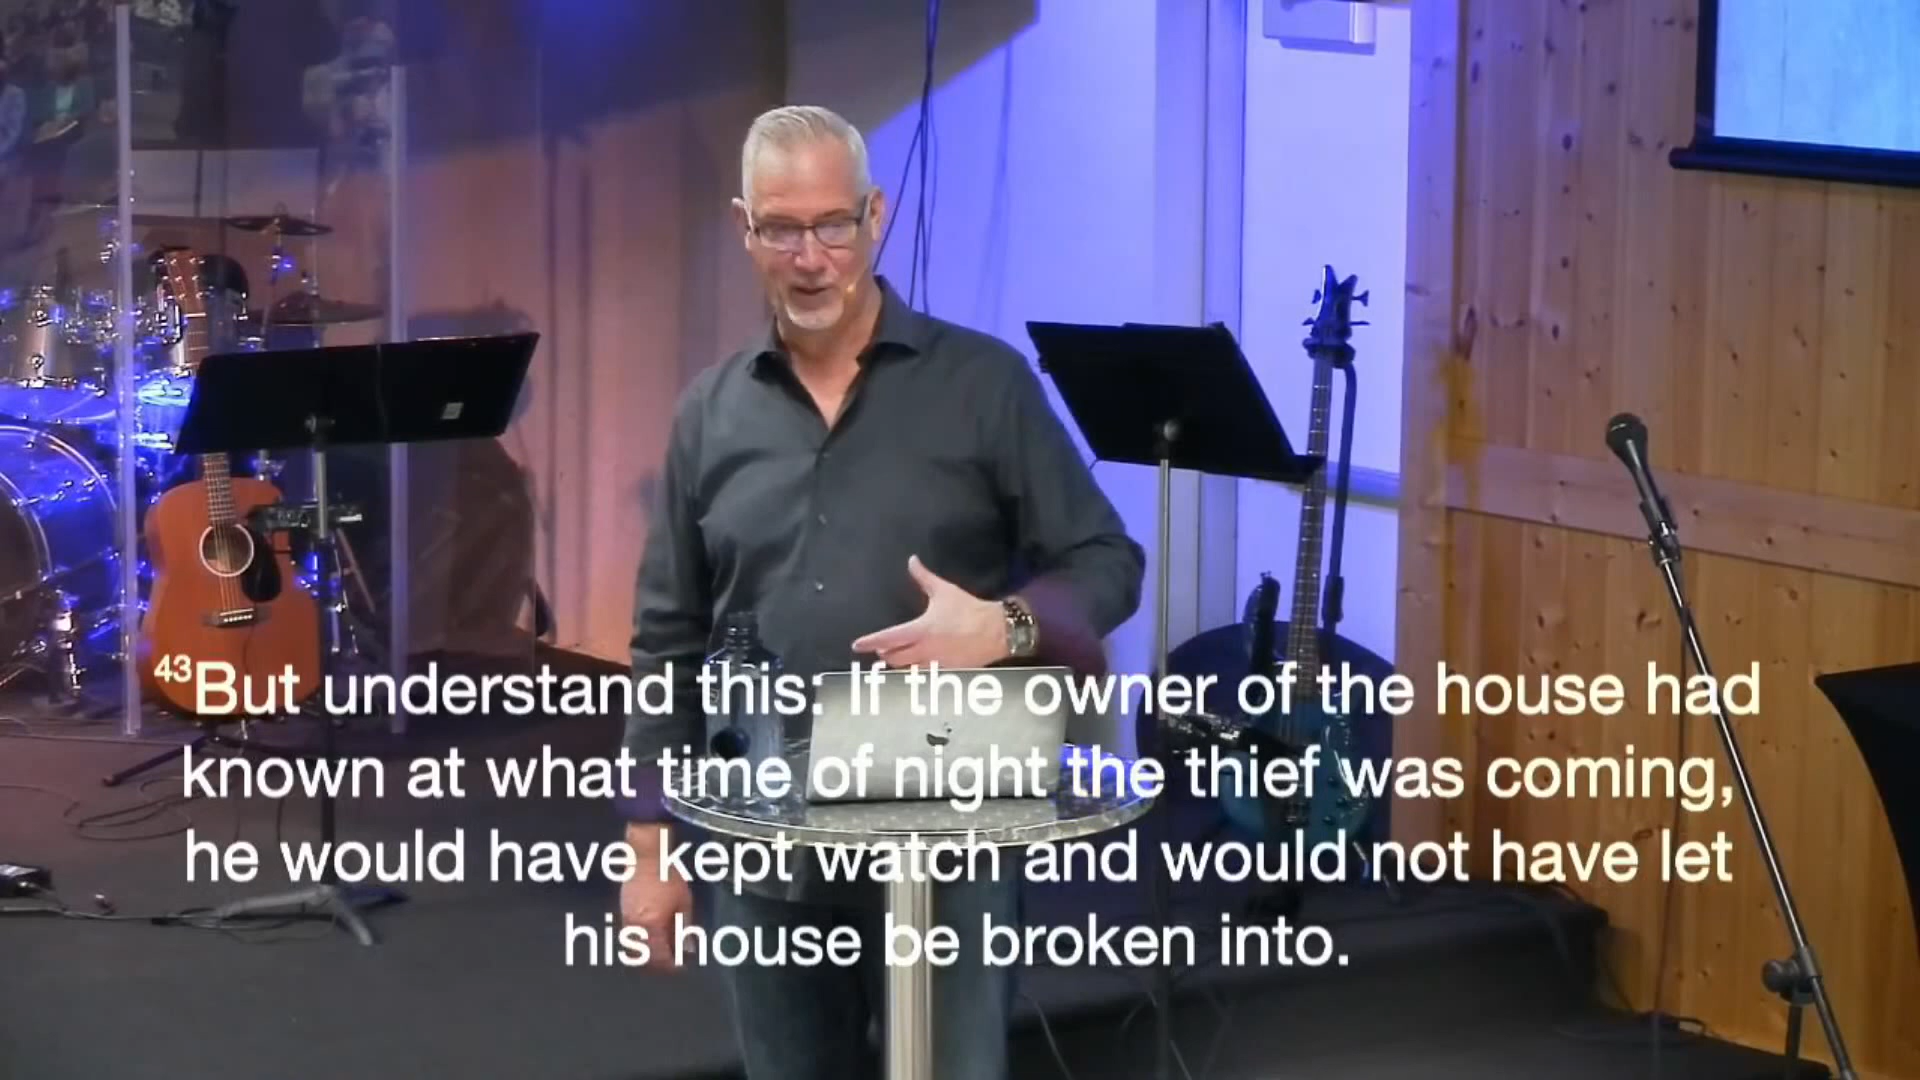 ⁴³But understand this: If the owner of the house had
known at what time of night the thief was coming,
he would have kept watch and would not have let
his house be broken into.